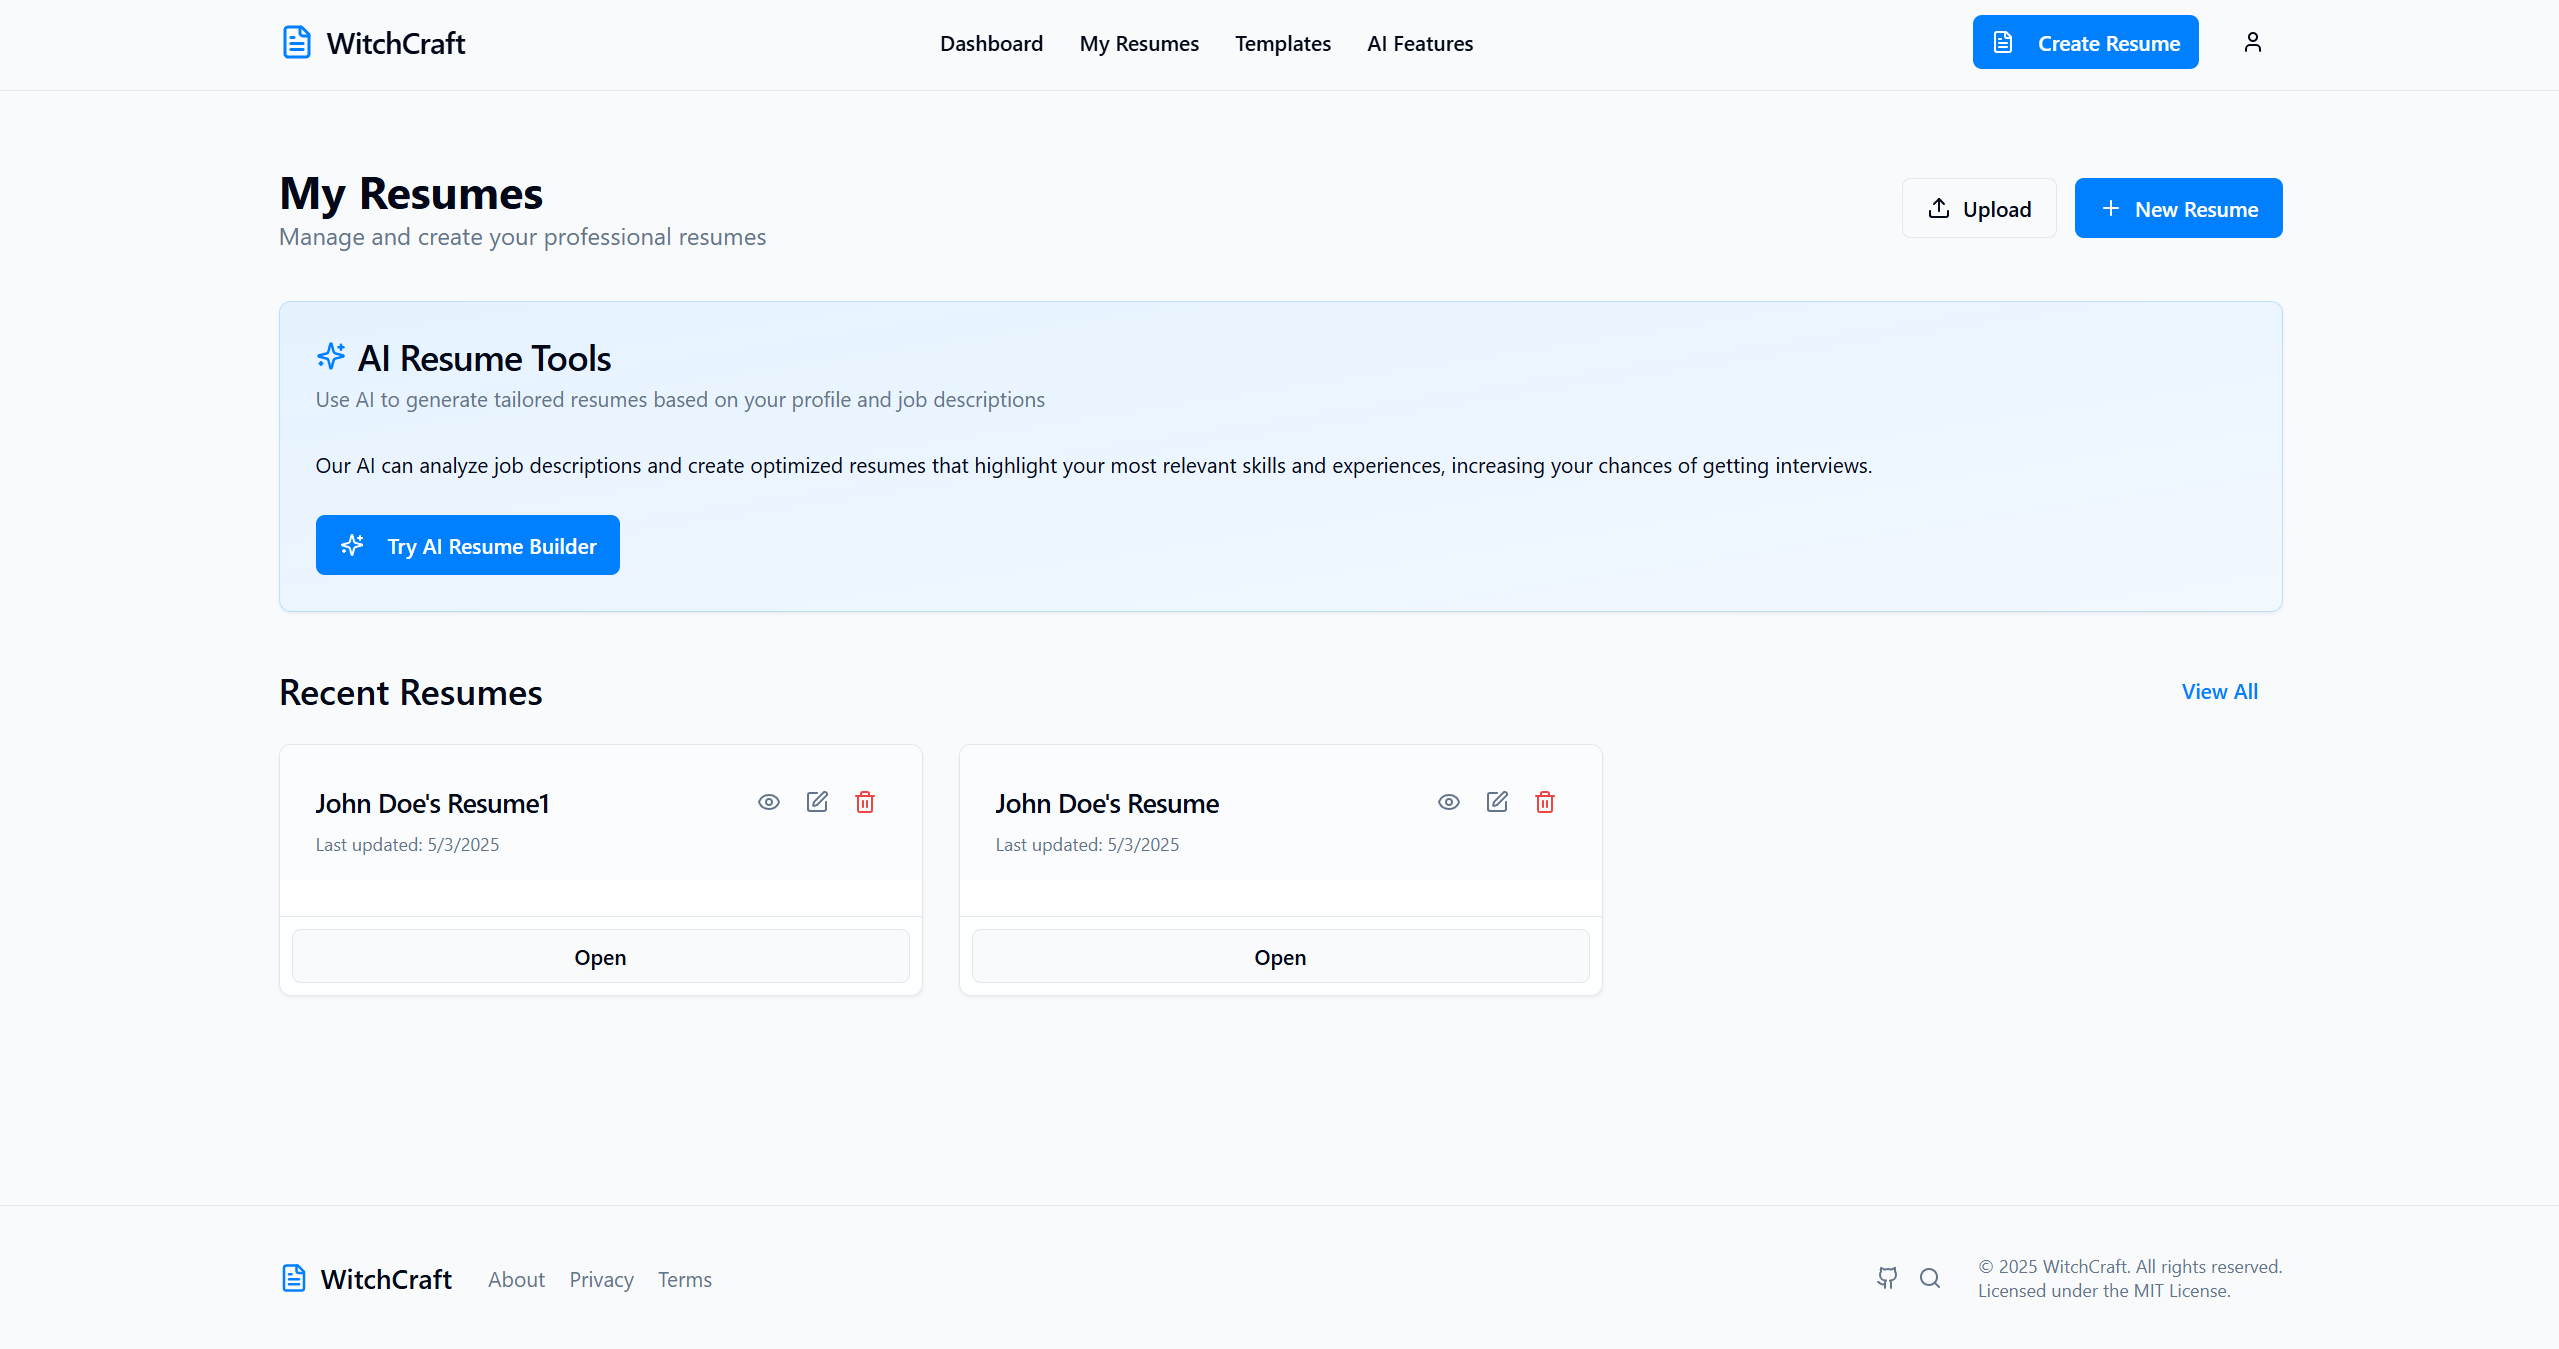 WitchCraft
Dashboard
My Resumes
Templates
AI Features
Create Resume
My Resumes
Manage and create your professional resumes
Upload
New Resume
AI Resume Tools
Use AI to generate tailored resumes based on your profile and job descriptions
Our AI can analyze job descriptions and create optimized resumes that highlight your most relevant skills and experiences, increasing your chances of getting interviews.
Try AI Resume Builder
Recent Resumes
View All
John Doe's Resume1
Last updated: 5/3/2025
Open
John Doe's Resume
Last updated: 5/3/2025
Open
WitchCraft
About
Privacy
Terms
© 2025 WitchCraft. All rights reserved.
Licensed under the MIT License.